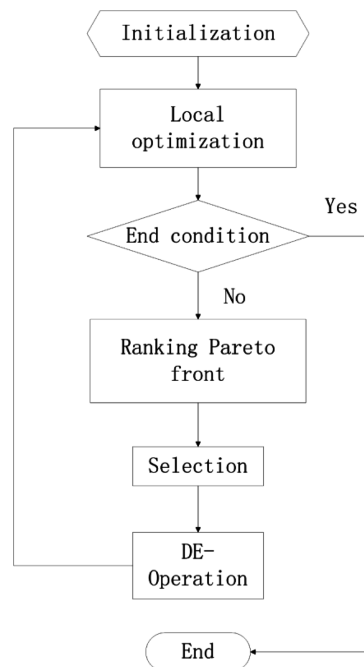 Initialization
Local
optimization
Yes
End condition
No
Ranking Pareto
front
Selection
DE-
Operation
End